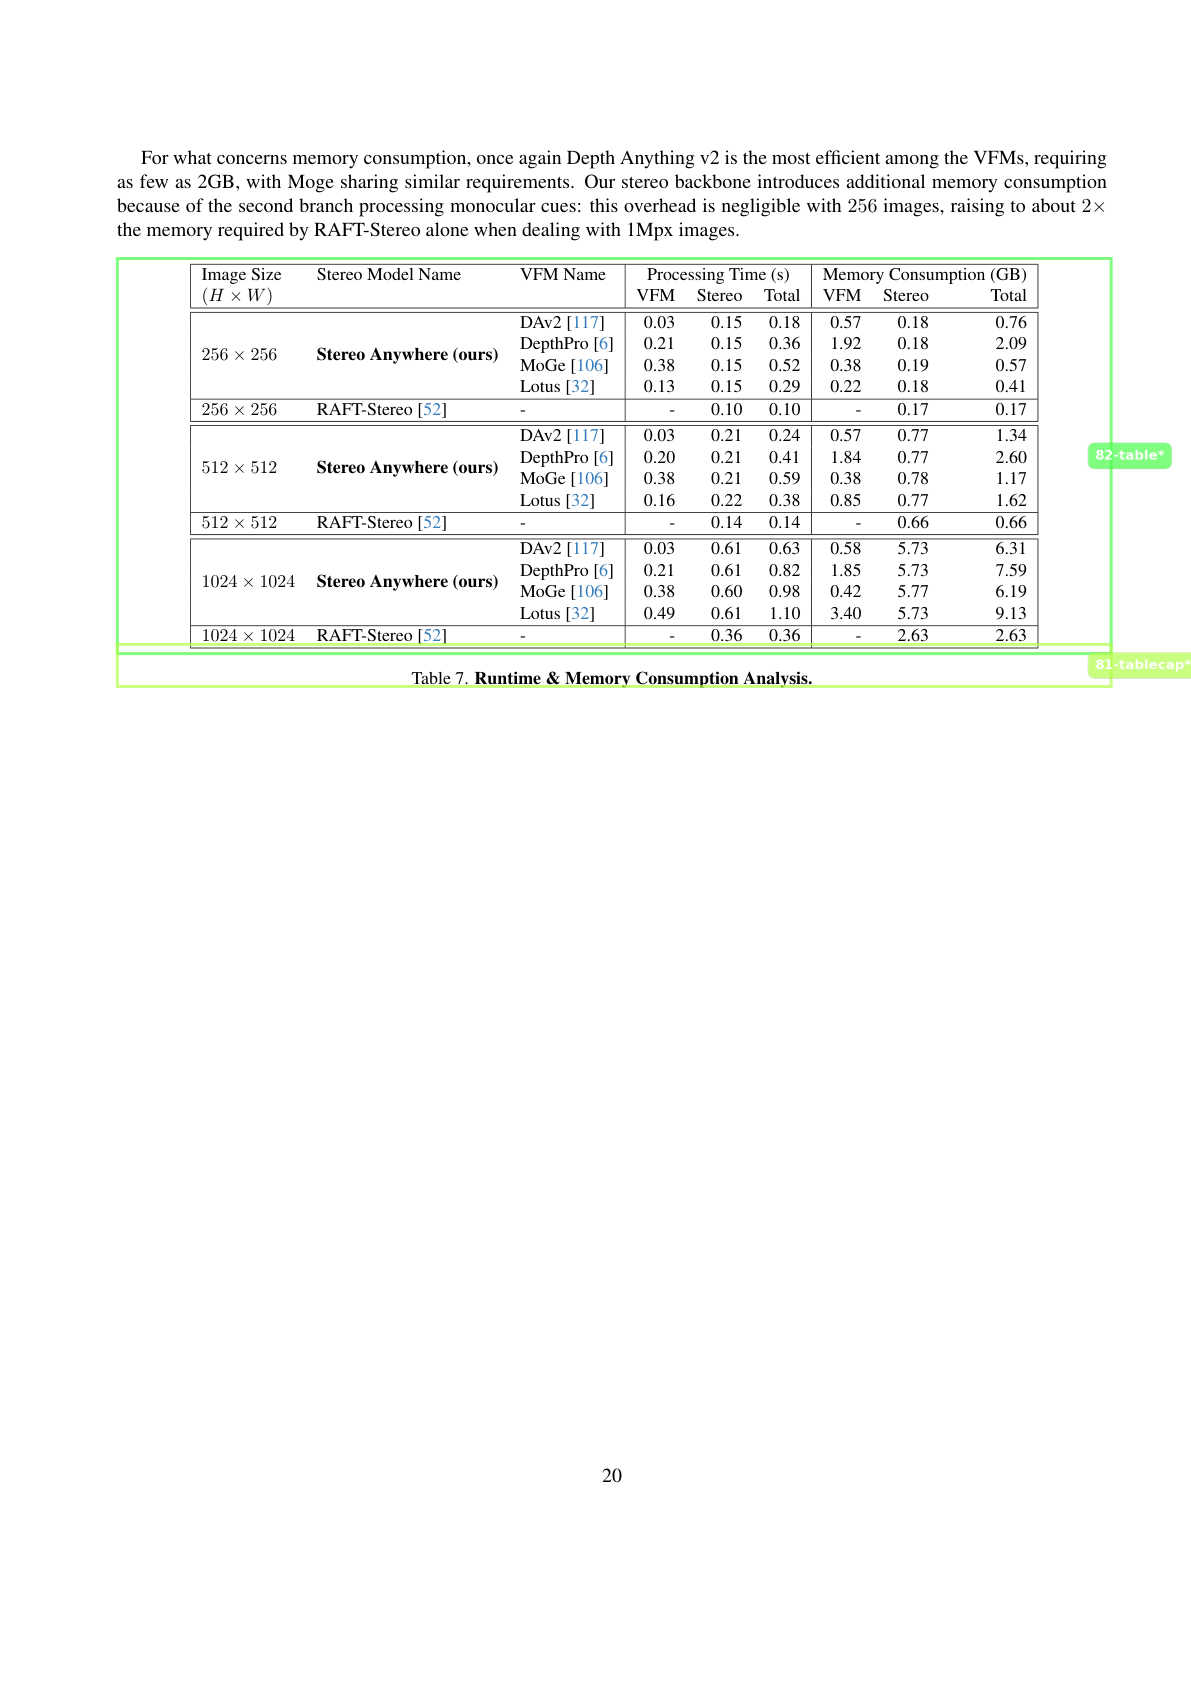 For what concerns memory consumption, once again Depth Anything v2 is the most efficient among the VFMs, requiring
as few as 2GB, with Moge sharing similar requirements. Our stereo backbone introduces additional memory consumption
because of the second branch processing monocular cues: this overhead is negligible with 256 images, raising to about 2×
the memory required by RAFT-Stereo alone when dealing with 1Mpx images.
Image Size Stereo Model Name VFM Name Processing Time (s) Memory Consumption (GB)
(H × W) VFM Stereo Total VFM Stereo Total
DAv2 [117] 0.03 0.15 0.18 0.57 0.18 0.76
DepthPro [6] 0.21 0.15 0.36 1.92 0.18 2.09
256 × 256 Stereo Anywhere (ours)
MoGe [106] 0.38 0.15 0.52 0.38 0.19 0.57
Lotus [32] 0.13 0.15 0.29 0.22 0.18 0.41
256 × 256 RAFT-Stereo [52] - - 0.10 0.10 - 0.17 0.17
DAv2 [117] 0.03 0.21 0.24 0.57 0.77 1.34
DepthPro [6] 0.20 0.21 0.41 1.84 0.77 2.60
512 × 512 Stereo Anywhere (ours)
MoGe [106] 0.38 0.21 0.59 0.38 0.78 1.17
Lotus [32] 0.16 0.22 0.38 0.85 0.77 1.62
512 × 512 RAFT-Stereo [52] - - 0.14 0.14 - 0.66 0.66
DAv2 [117] 0.03 0.61 0.63 0.58 5.73 6.31
DepthPro [6] 0.21 0.61 0.82 1.85 5.73 7.59
1024 × 1024 Stereo Anywhere (ours)
MoGe [106] 0.38 0.60 0.98 0.42 5.77 6.19
Lotus [32] 0.49 0.61 1.10 3.40 5.73 9.13
1024 × 1024 RAFT-Stereo [52] - - 0.36 0.36 - 2.63 2.63
82-table*
81-tablecap*
Table 7. Runtime & Memory Consumption Analysis.
20